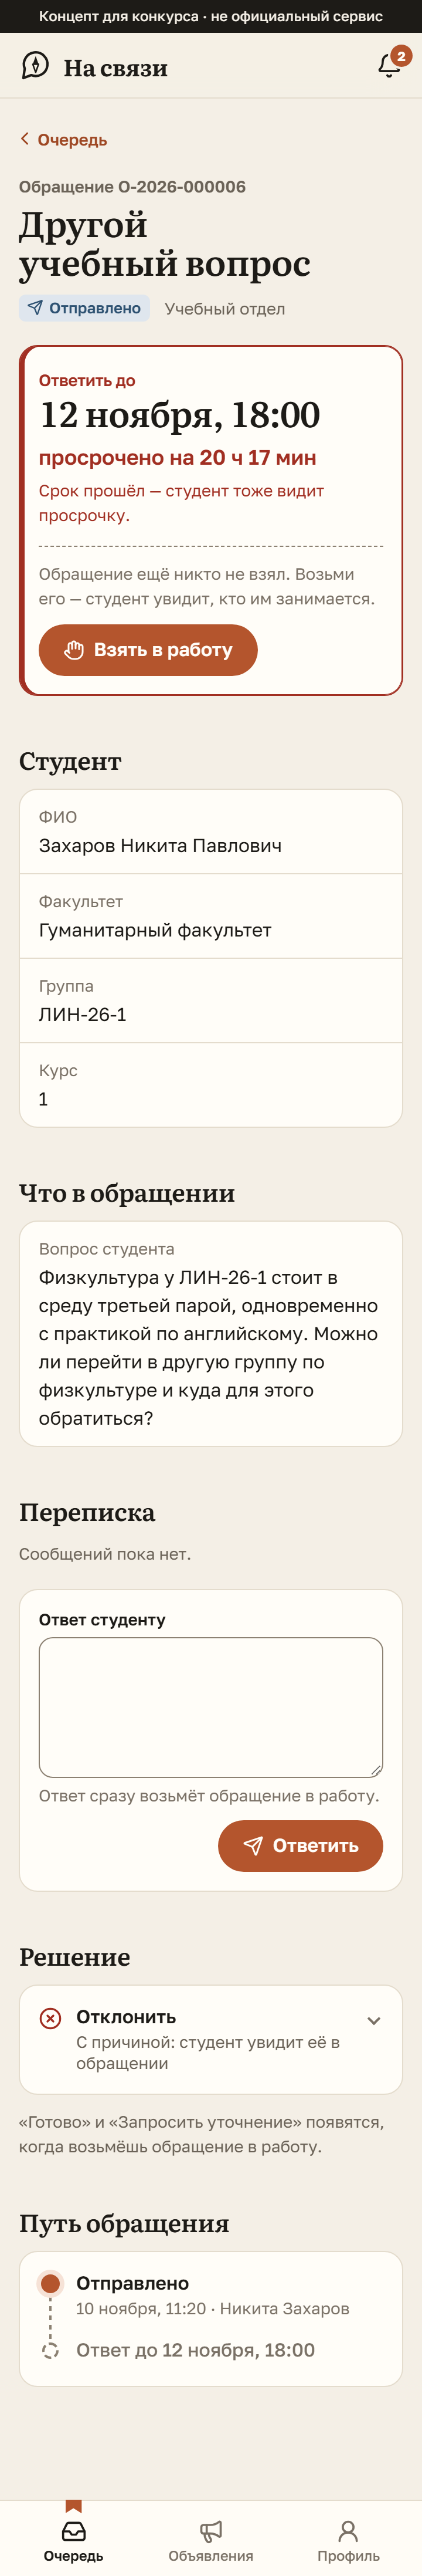 Концепт для конкурса · не официальный сервис
На связи
2
Очередь
Обращение О-2026-000006
Другой
учебный вопрос
Отправлено
Учебный отдел
Ответить до
12 ноября, 18:00
просрочено на 20 ч 17 мин
Срок прошёл — студент тоже видит
просрочку.
Обращение ещё никто не взял. Возьми
его — студент увидит, кто им занимается.
Взять в работу
Студент
ФИО
Захаров Никита Павлович
Факультет
Гуманитарный факультет
Группа
ЛИН-26-1
Курс
1
Что в обращении
Вопрос студента
Физкультура у ЛИН-26-1 стоит в
среду третьей парой, одновременно
с практикой по английскому. Можно
ли перейти в другую группу по
физкультуре и куда для этого
обратиться?
Переписка
Сообщений пока нет.
Ответ студенту
Ответ сразу возьмёт обращение в работу.
Ответить
Решение
Отклонить
С причиной: студент увидит её в
обращении
«Готово» и «Запросить уточнение» появятся,
когда возьмёшь обращение в работу.
Путь обращения
Отправлено
10 ноября, 11:20 · Никита Захаров
Ответ до 12 ноября, 18:00
Очередь
Объявления
Профиль